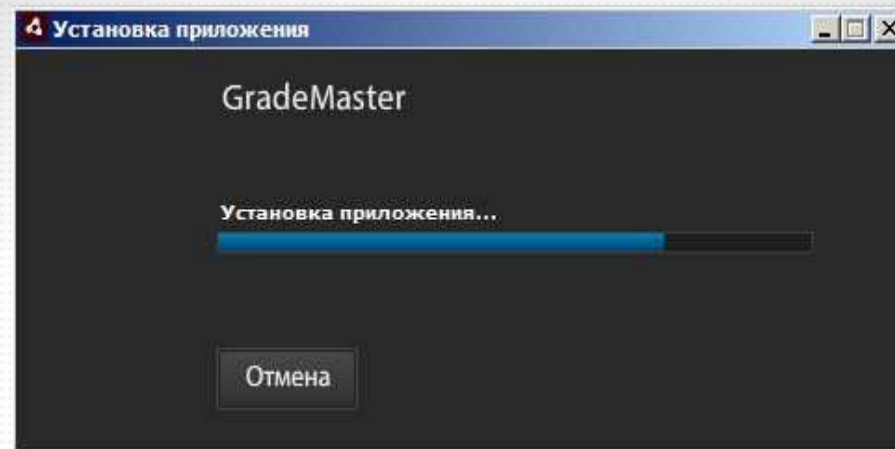 Установка приложения
GradeMaster
Установка приложения...
Отмена